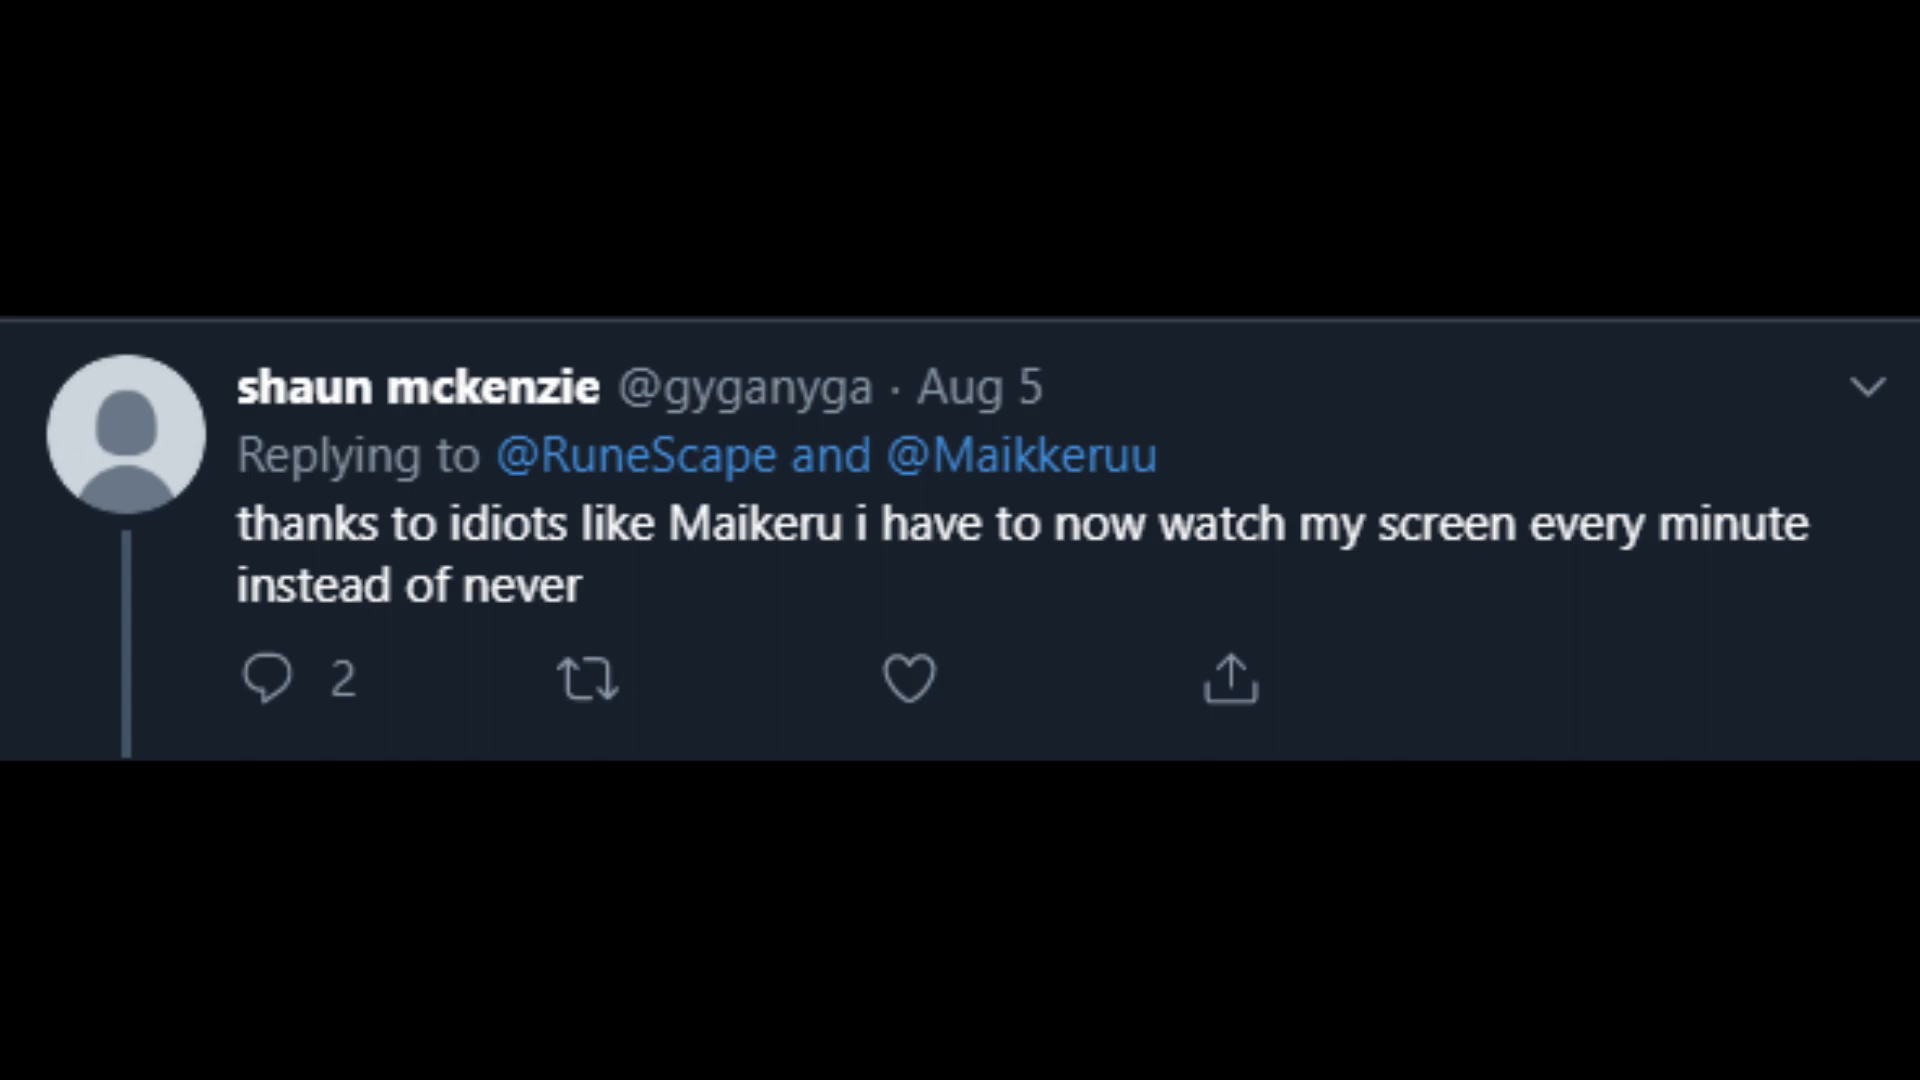 shaun mckenzie @gyganyga · Aug 5
Replying to @RuneScape and @Maikkeruu
thanks to idiots like Maikeru i have to now watch my screen every minute
instead of never
2